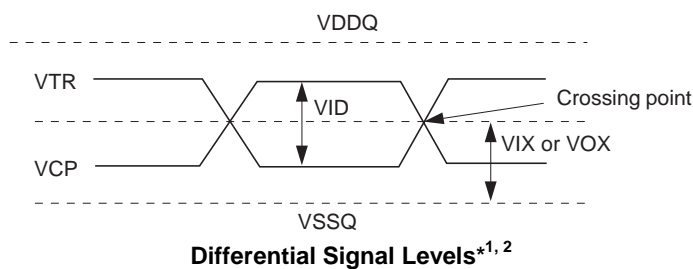 VDDQ
VTR
Crossing point
VID
VIX or VOX
VCP
VSSQ
Differential Signal Levels*1, 2